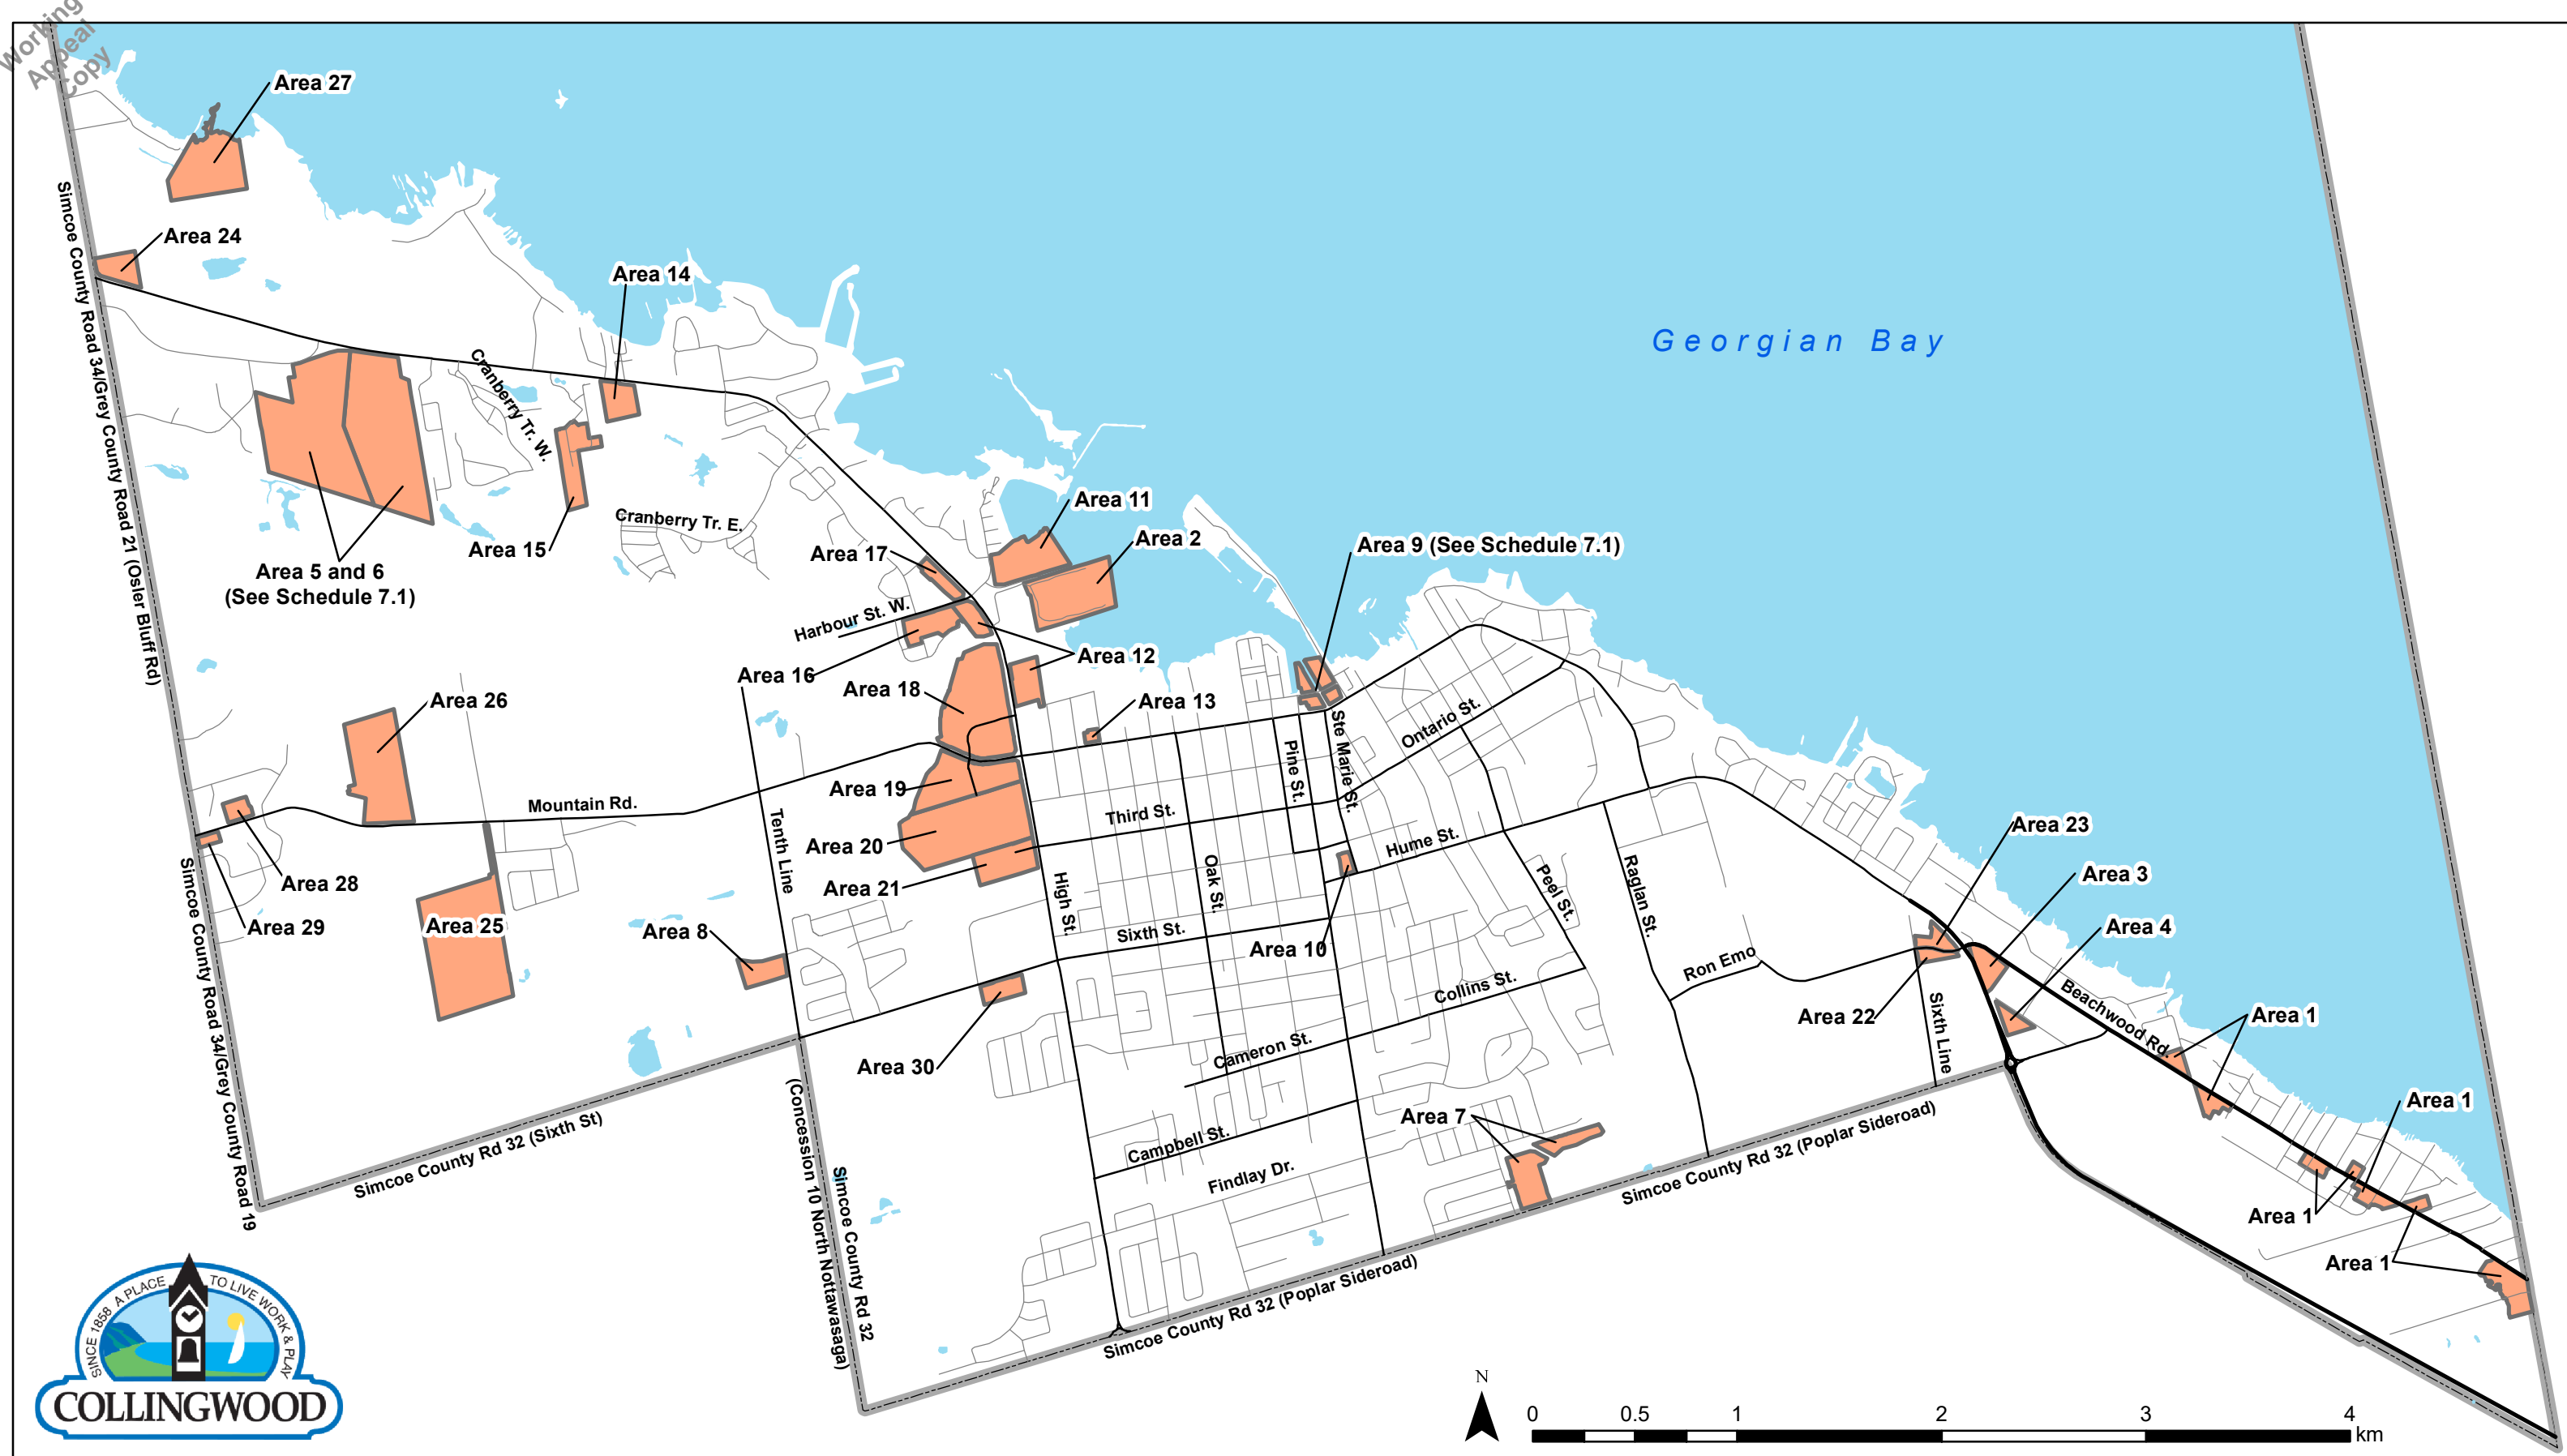 Working
Appeal
Copy
Area 27
Area 24
Area 14
Georgian Bay
Simcoe County Road 34/Grey County Road 21 (Osler Bluff Rd)
Cranberry Tr. W.
Area 11
Cranberry Tr. E.
Area 2
Area 15
Area 17
Area 9 (See Schedule 7.1)
Area 5 and 6
(See Schedule 7.1)
Harbour St. W.
Area 12
Area 16
Area 18
Area 26
Area 13
Ste Marie St.
Ontario St.
Pine St.
Area 19
Mountain Rd.
Third St.
Tenth Line
Area 20
Hume St.
Area 23
Area 21
Area 28
Oak St.
Peel St.
Raglan St.
Area 3
High St.
Area 29
Area 25
Area 8
Sixth St.
Area 10
Area 4
Ron Emo
Collins St.
Area 22
Sixth Line
Beachwood Rd.
Area 1
Simcoe County Road 34/Grey County Road 19
Area 30
Cameron St.
Area 7
Area 1
Simcoe County Rd 32 (Sixth St)
Campbell St.
Findlay Dr.
Simcoe County Rd 32 (Poplar Sideroad)
(Concession 10 North Nottawasaga)
Simcoe County Rd 32
Area 1
Area 1
Simcoe County Rd 32 (Poplar Sideroad)
SINCE 1858 A PLACE TO LIVE WORK & PLAY
COLLINGWOOD
N
0 0.5 1 2 3 4
km